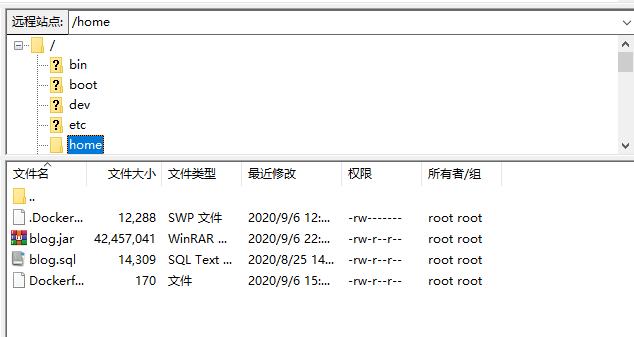 远程站点: /home
/
? bin
? boot
? dev
? etc
home
文件名 文件大小 文件类型 最近修改 权限 所有者/组
..
.Docker... 12,288 SWP 文件 2020/9/6 12:... -rw------- root root
blog.jar 42,457,041 WinRAR ... 2020/9/6 22:... -rw-r--r-- root root
blog.sql 14,309 SQL Text ... 2020/8/25 14... -rw-r--r-- root root
Dockerf... 170 文件 2020/9/6 15:... -rw-r--r-- root root